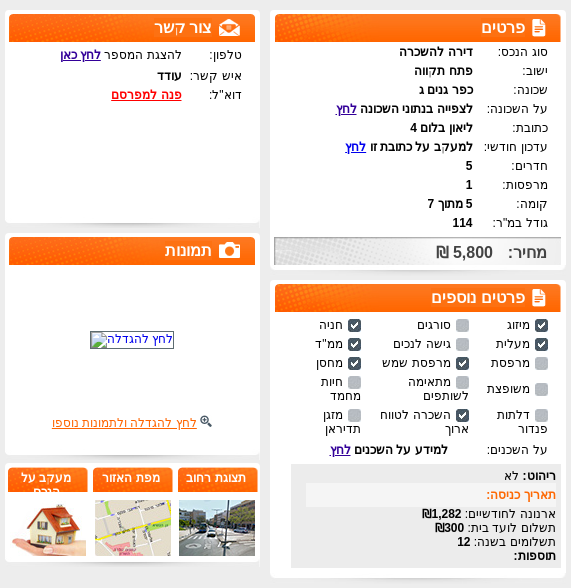 פרטים
סוג הנכס: דירה להשכרה
ישוב: פתח תקווה
שכונה: כפר גנים ג
על השכונה: לצפייה בנתוני השכונה לחץ
כתובת: ליאון בלום 4
עדכון חודשי: למעקב על כתובת זו לחץ
חדרים: 5
מרפסות: 1
קומה: 5 מתוך 7
גודל במ"ר: 114
מחיר: 5,800 ₪
פרטים נוספים
מיזוג סורגים חניה
מעלית גישה לנכים ממ"ד
מרפסת מרפסת שמש מחסן
משופצת מתאימה לשותפים חיות מחמד
דלתות פנדור השכרה לטווח ארוך מזגן תדיראן
על השכנים: למידע על השכנים לחץ
ריהוט: לא
תאריך כניסה:
ארנונה לחודשיים: 1,282₪
תשלום לועד בית: 300₪
תשלומים בשנה: 12
תוספות:
צור קשר
טלפון: להצגת המספר לחץ כאן
איש קשר: עודד
דוא"ל: פנה למפרסם
תמונות
לחץ להגדלה
לחץ להגדלה ולתמונות נוספו
תצוגת רחוב
מפת האזור
מעקב על
הנכס